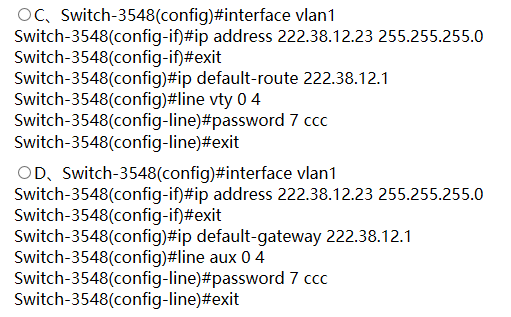 ○C、Switch-3548(config)#interface vlan1
Switch-3548(config-if)#ip address 222.38.12.23 255.255.255.0
Switch-3548(config-if)#exit
Switch-3548(config)#ip default-route 222.38.12.1
Switch-3548(config)#line vty 0 4
Switch-3548(config-line)#password 7 ccc
Switch-3548(config-line)#exit
○D、Switch-3548(config)#interface vlan1
Switch-3548(config-if)#ip address 222.38.12.23 255.255.255.0
Switch-3548(config-if)#exit
Switch-3548(config)#ip default-gateway 222.38.12.1
Switch-3548(config)#line aux 0 4
Switch-3548(config-line)#password 7 ccc
Switch-3548(config-line)#exit